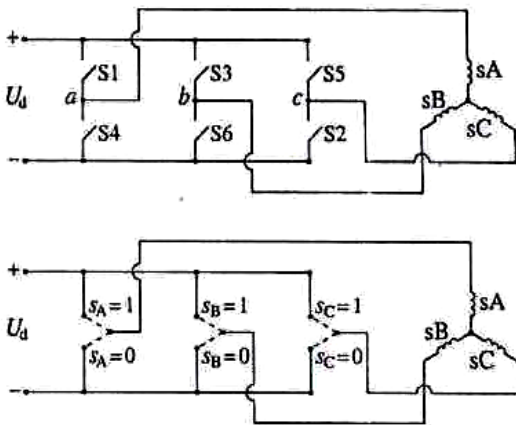 +
S1
S3
S5
sA
U_d
a
b
c
sB
sC
S4
S6
S2
−
+
s_A=1
s_B=1
s_C=1
sA
U_d
sB
sC
s_A=0
s_B=0
s_C=0
−